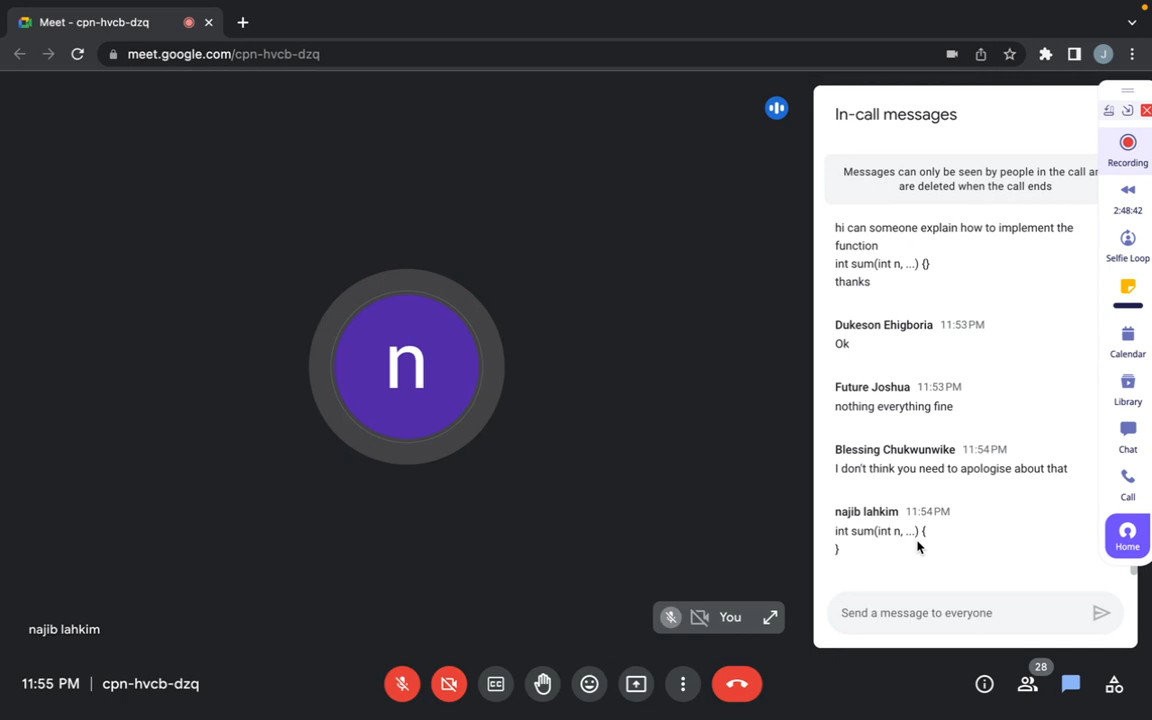 Meet - cpn-hvcb-dzq
meet.google.com/cpn-hvcb-dzq
J
In-call messages
Messages can only be seen by people in the call an
are deleted when the call ends
hi can someone explain how to implement the
function
int sum(int n, ...) {}
thanks
Dukeson Ehigboria 11:53 PM
Ok
Future Joshua 11:53 PM
nothing everything fine
Blessing Chukwunwike 11:54 PM
I don't think you need to apologise about that
najib lahkim 11:54 PM
int sum(int n, ...) {
}
Send a message to everyone
Recording
2:48:42
Selfie Loop
Calendar
Library
Chat
Call
Home
n
najib lahkim
You
11:55 PM | cpn-hvcb-dzq
CC
28